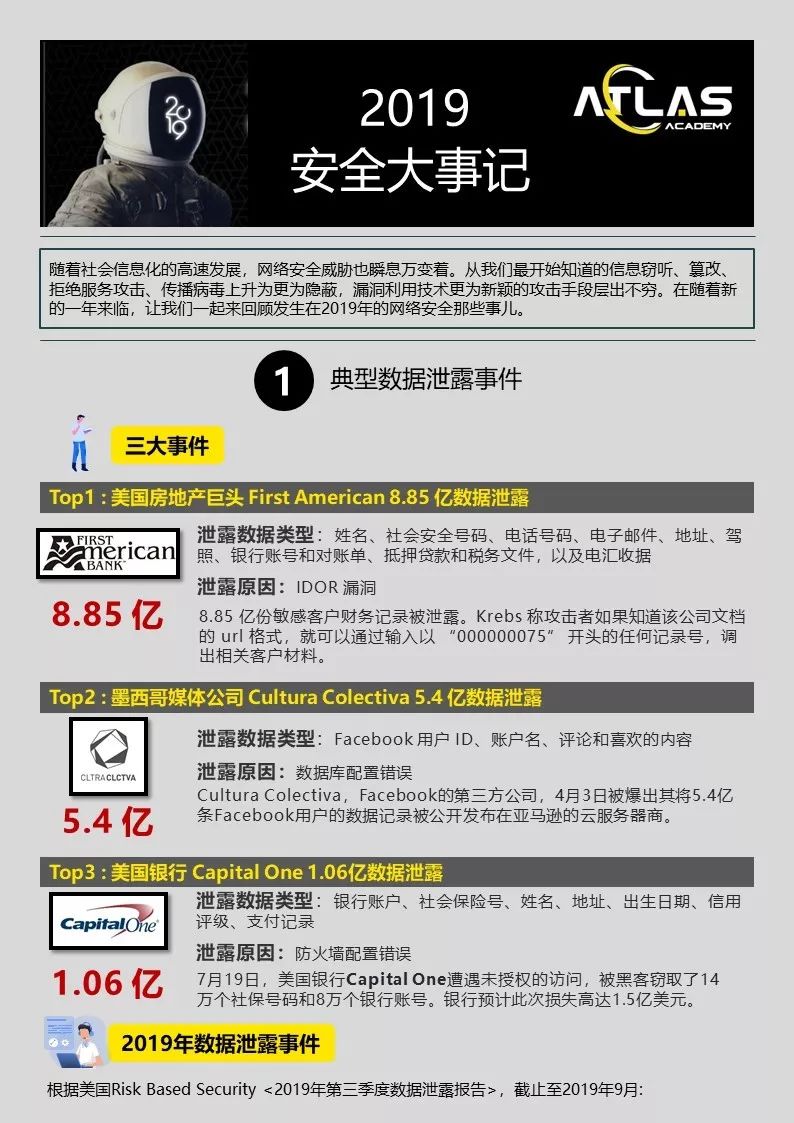 2019
ATLAS
ACADEMY
2019
安全大事记
随着社会信息化的高速发展，网络安全威胁也瞬息万变着。从我们最开始知道的信息窃听、篡改、
拒绝服务攻击、传播病毒上升为更为隐蔽，漏洞利用技术更为新颖的攻击手段层出不穷。在随着新
的一年来临，让我们一起来回顾发生在2019年的网络安全那些事儿。
1 典型数据泄露事件
三大事件
Top1 : 美国房地产巨头 First American 8.85 亿数据泄露
FIRST
American
BANK
8.85 亿
泄露数据类型：姓名、社会安全号码、电话号码、电子邮件、地址、驾
照、银行账号和对账单、抵押贷款和税务文件，以及电汇收据
泄露原因：IDOR 漏洞
8.85 亿份敏感客户财务记录被泄露。Krebs 称攻击者如果知道该公司文档
的 url 格式，就可以通过输入以 “000000075” 开头的任何记录号，调
出相关客户材料。
Top2 : 墨西哥媒体公司 Cultura Colectiva 5.4 亿数据泄露
CLTRACLCTVA
5.4 亿
泄露数据类型：Facebook 用户 ID、账户名、评论和喜欢的内容
泄露原因：数据库配置错误
Cultura Colectiva，Facebook的第三方公司，4月3日被爆出其将5.4亿
条Facebook用户的数据记录被公开发布在亚马逊的云服务器商。
Top3 : 美国银行 Capital One 1.06亿数据泄露
CapitalOne
1.06 亿
泄露数据类型：银行账户、社会保险号、姓名、地址、出生日期、信用
评级、支付记录
泄露原因：防火墙配置错误
7月19日，美国银行Capital One遭遇未授权的访问，被黑客窃取了14
万个社保号码和8万个银行账号。银行预计此次损失高达1.5亿美元。
2019年数据泄露事件
根据美国Risk Based Security <2019年第三季度数据泄露报告>，截止至2019年9月: